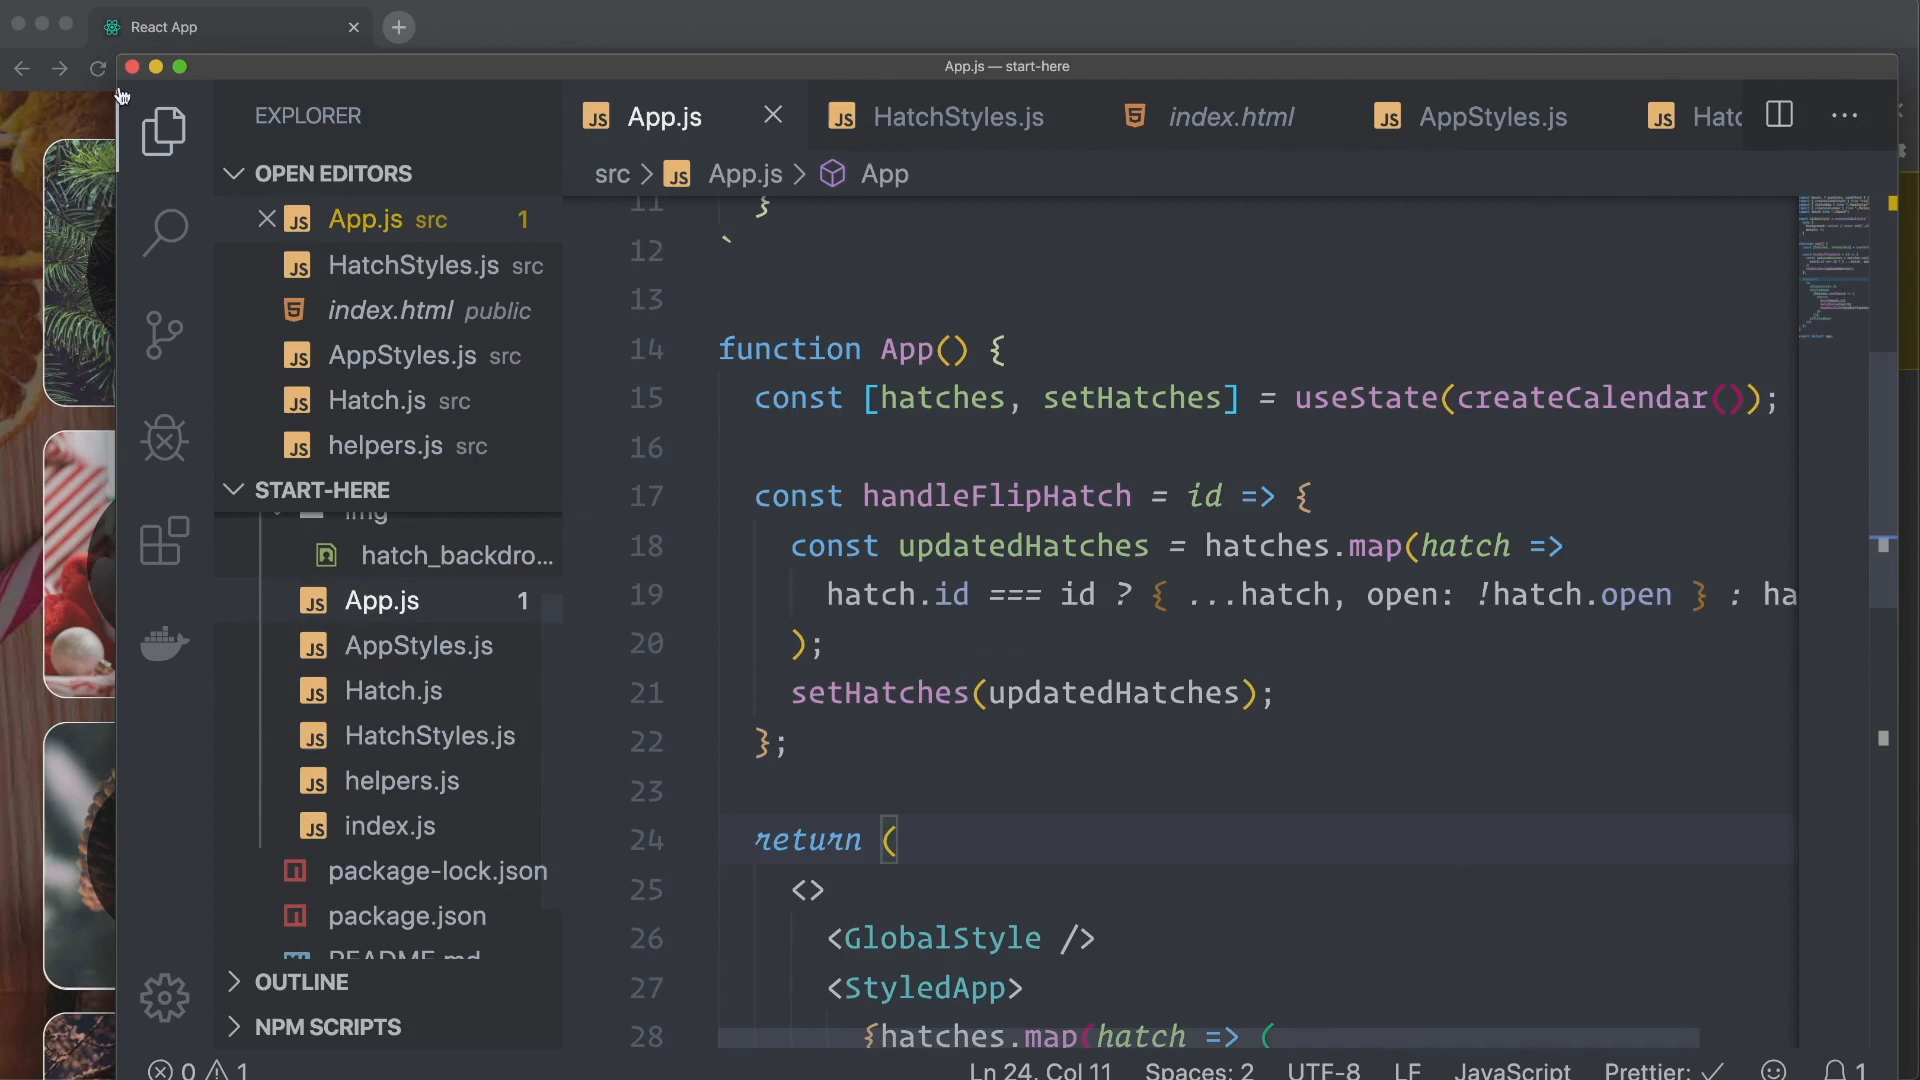 React App
App.js — start-here
EXPLORER
OPEN EDITORS
App.js src 1
HatchStyles.js src
index.html public
AppStyles.js src
Hatch.js src
helpers.js src
START-HERE
img
hatch_backdro...
App.js 1
AppStyles.js
Hatch.js
HatchStyles.js
helpers.js
index.js
package-lock.json
package.json
README.md
OUTLINE
NPM SCRIPTS
App.js HatchStyles.js index.html AppStyles.js Hatc
src > App.js > App
11 }
12 `
13
14 function App() {
15 const [hatches, setHatches] = useState(createCalendar());
16
17 const handleFlipHatch = id => {
18 const updatedHatches = hatches.map(hatch =>
19 hatch.id === id ? { ...hatch, open: !hatch.open } : ha
20 );
21 setHatches(updatedHatches);
22 };
23
24 return (
25 <>
26 <GlobalStyle />
27 <StyledApp>
28 {hatches.map(hatch => (
0 1 Ln 24, Col 11 Spaces: 2 UTF-8 LF JavaScript Prettier: ✓ 1